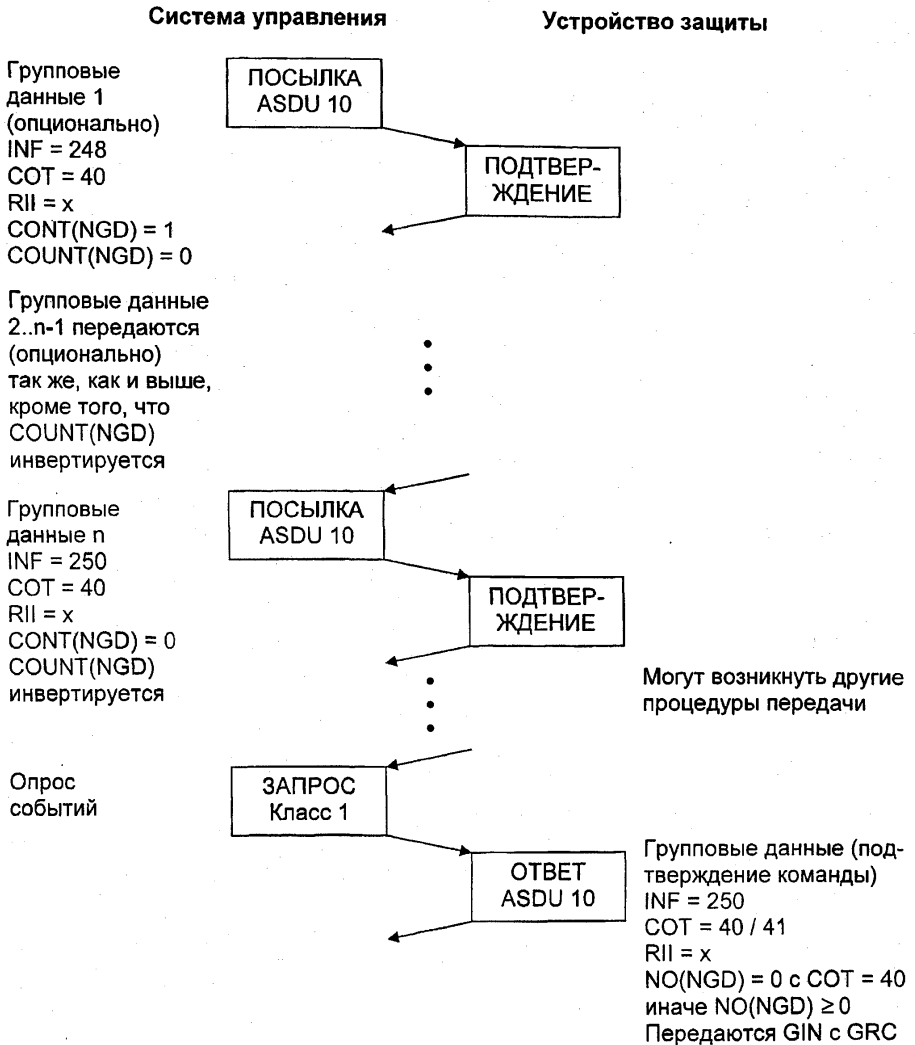 Система управления
Устройство защиты
Групповые
данные 1
(опционально)
INF = 248
COT = 40
RII = x
CONT(NGD) = 1
COUNT(NGD) = 0
ПОСЫЛКА
ASDU 10
ПОДТВЕР-
ЖДЕНИЕ
Групповые данные
2..n-1 передаются
(опционально)
так же, как и выше,
кроме того, что
COUNT(NGD)
инвертируется
Групповые
данные n
INF = 250
COT = 40
RII = x
CONT(NGD) = 0
COUNT(NGD)
инвертируется
ПОСЫЛКА
ASDU 10
ПОДТВЕР-
ЖДЕНИЕ
Могут возникнуть другие
процедуры передачи
Опрос
событий
ЗАПРОС
Класс 1
ОТВЕТ
ASDU 10
Групповые данные (под-
тверждение команды)
INF = 250
COT = 40 / 41
RII = x
NO(NGD) = 0 с COT = 40
иначе NO(NGD) ≥ 0
Передаются GIN с GRC